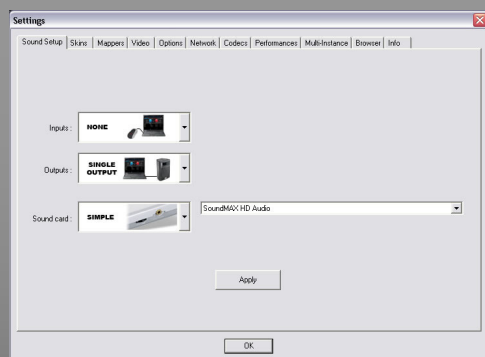 Settings
Sound Setup Skins Mappers Video Options Network Codecs Performances Multi-Instance Browser Info
Inputs : NONE
Outputs : SINGLE OUTPUT
Sound card : SIMPLE SoundMAX HD Audio
Apply
OK